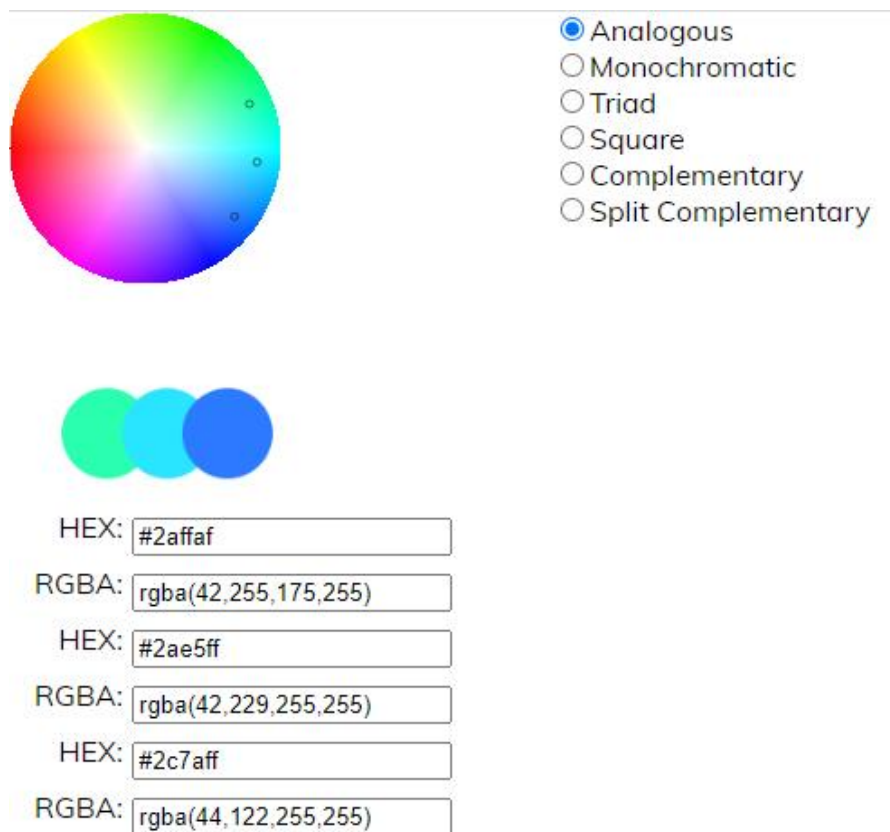 Analogous
Monochromatic
Triad
Square
Complementary
Split Complementary
HEX: #2affaf
RGBA: rgba(42,255,175,255)
HEX: #2ae5ff
RGBA: rgba(42,229,255,255)
HEX: #2c7aff
RGBA: rgba(44,122,255,255)